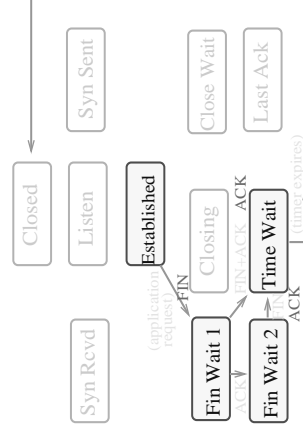 Closed
Syn Sent
Listen
Syn Rcvd
Established
(application
request)
FIN
Close Wait
Last Ack
Closing
ACK
FIN+ACK
Time Wait
(timer expires)
Fin Wait 1
ACK
Fin Wait 2
FIN
ACK